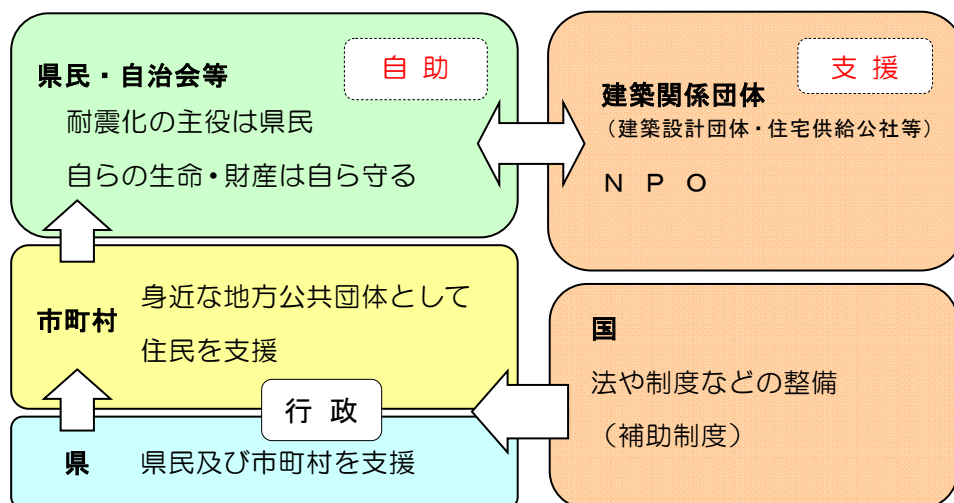 県民・自治会等
自 助
耐震化の主役は県民
自らの生命・財産は自ら守る
支 援
建築関係団体
（建築設計団体・住宅供給公社等）
ＮＰＯ
市町村
身近な地方公共団体として
住民を支援
行 政
県
県民及び市町村を支援
国
法や制度などの整備
（補助制度）